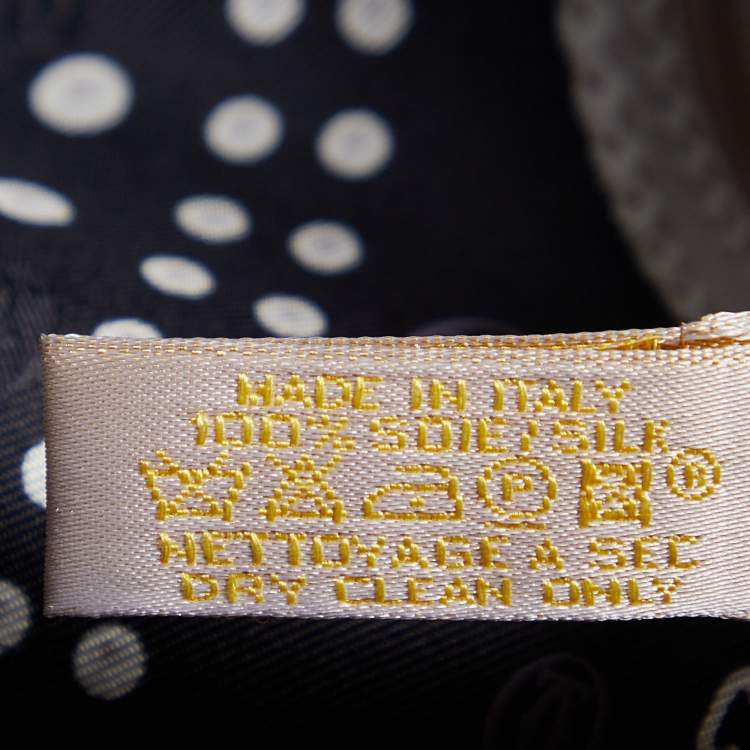 MADE IN ITALY
100% SOIE/SILK
P ®
NETTOYAGE A SEC
DRY CLEAN ONLY